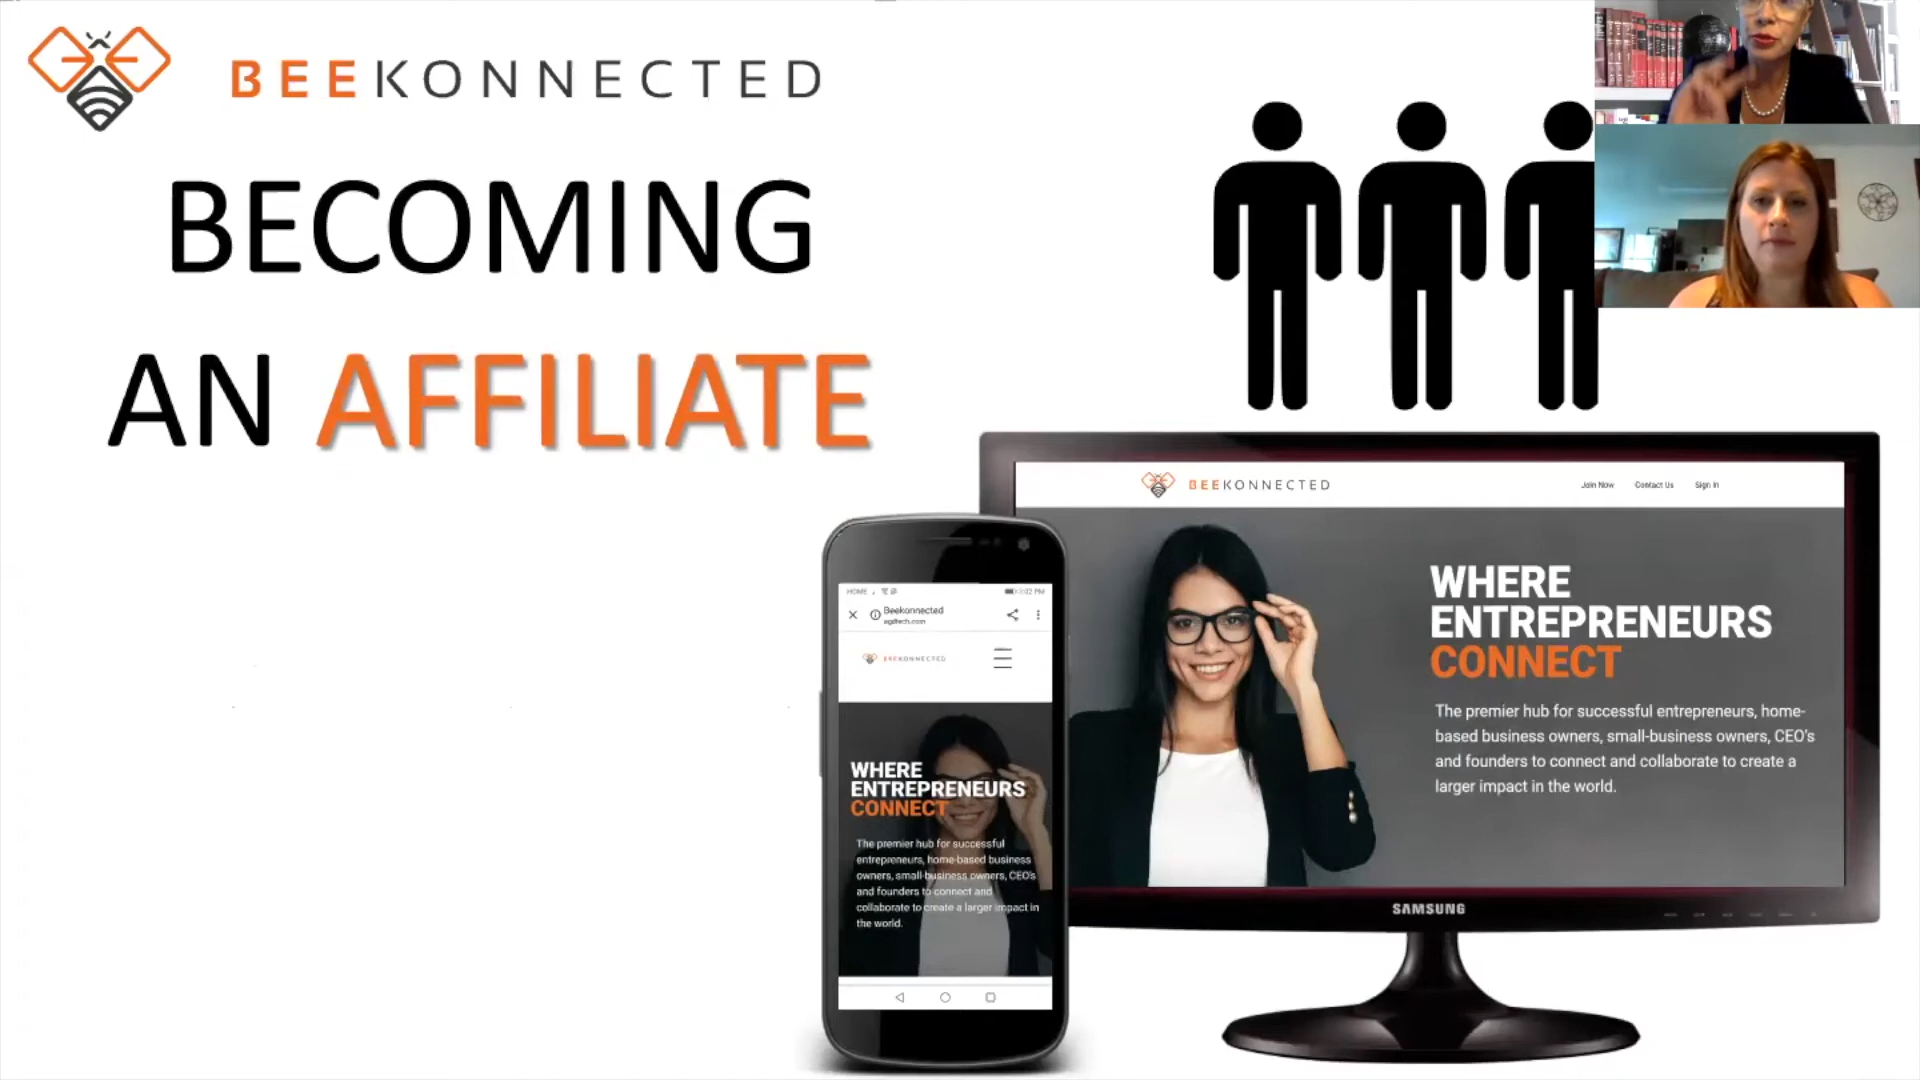 BEEKONNECTED
BECOMING
AN AFFILIATE
BEEKONNECTED
Join Now
Contact Us
Sign In
WHERE
ENTREPRENEURS
CONNECT
The premier hub for successful entrepreneurs, home-
based business owners, small-business owners, CEO's
and founders to connect and collaborate to create a
larger impact in the world.
SAMSUNG
HOME
Beekonnected
BEEKONNECTED
WHERE
ENTREPRENEURS
CONNECT
The premier hub for successful
entrepreneurs, home-based business
owners, small-business owners, CEO's
and founders to connect and
collaborate to create a larger impact in
the world.